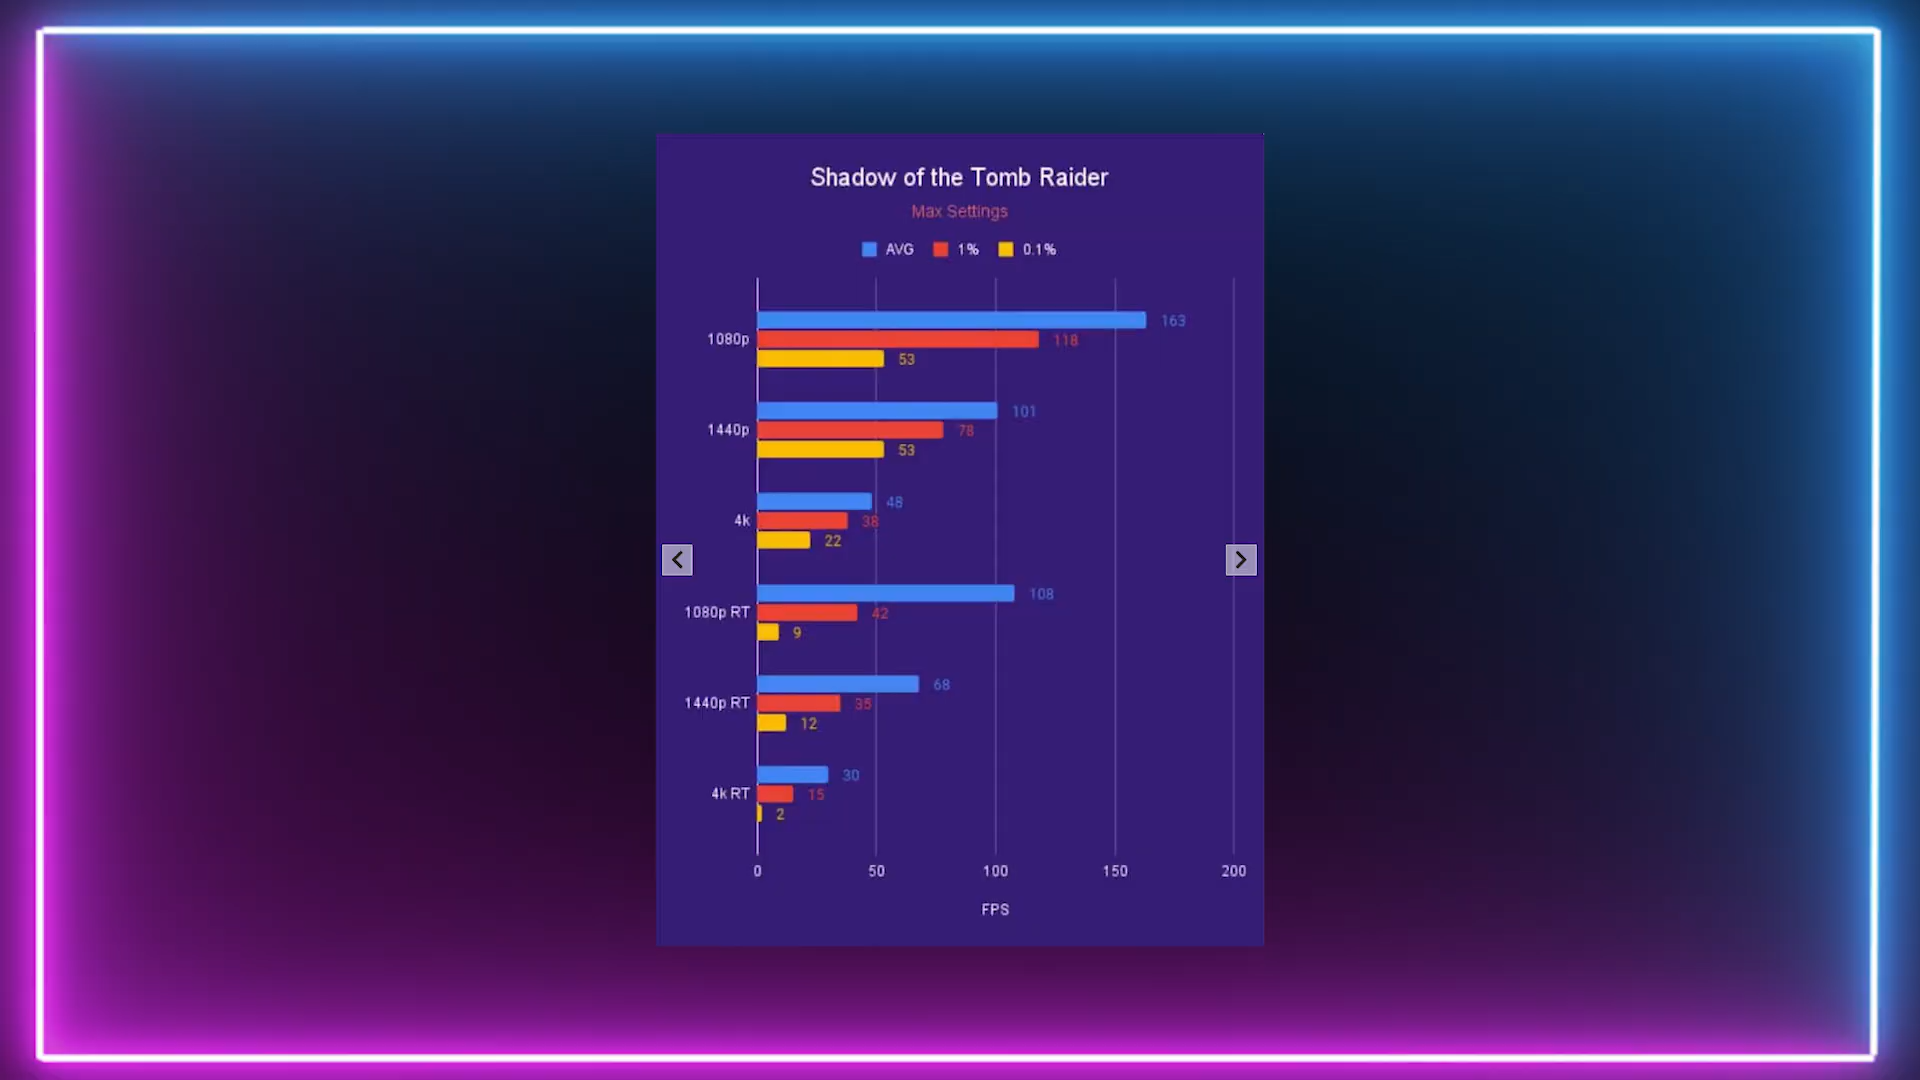 Shadow of the Tomb Raider
Max Settings
AVG 1% 0.1%
163
1080p 118
53
101
1440p 78
53
48
4k 38
22
108
1080p RT 42
9
68
1440p RT 35
12
30
4k RT 15
2
0 50 100 150 200
FPS